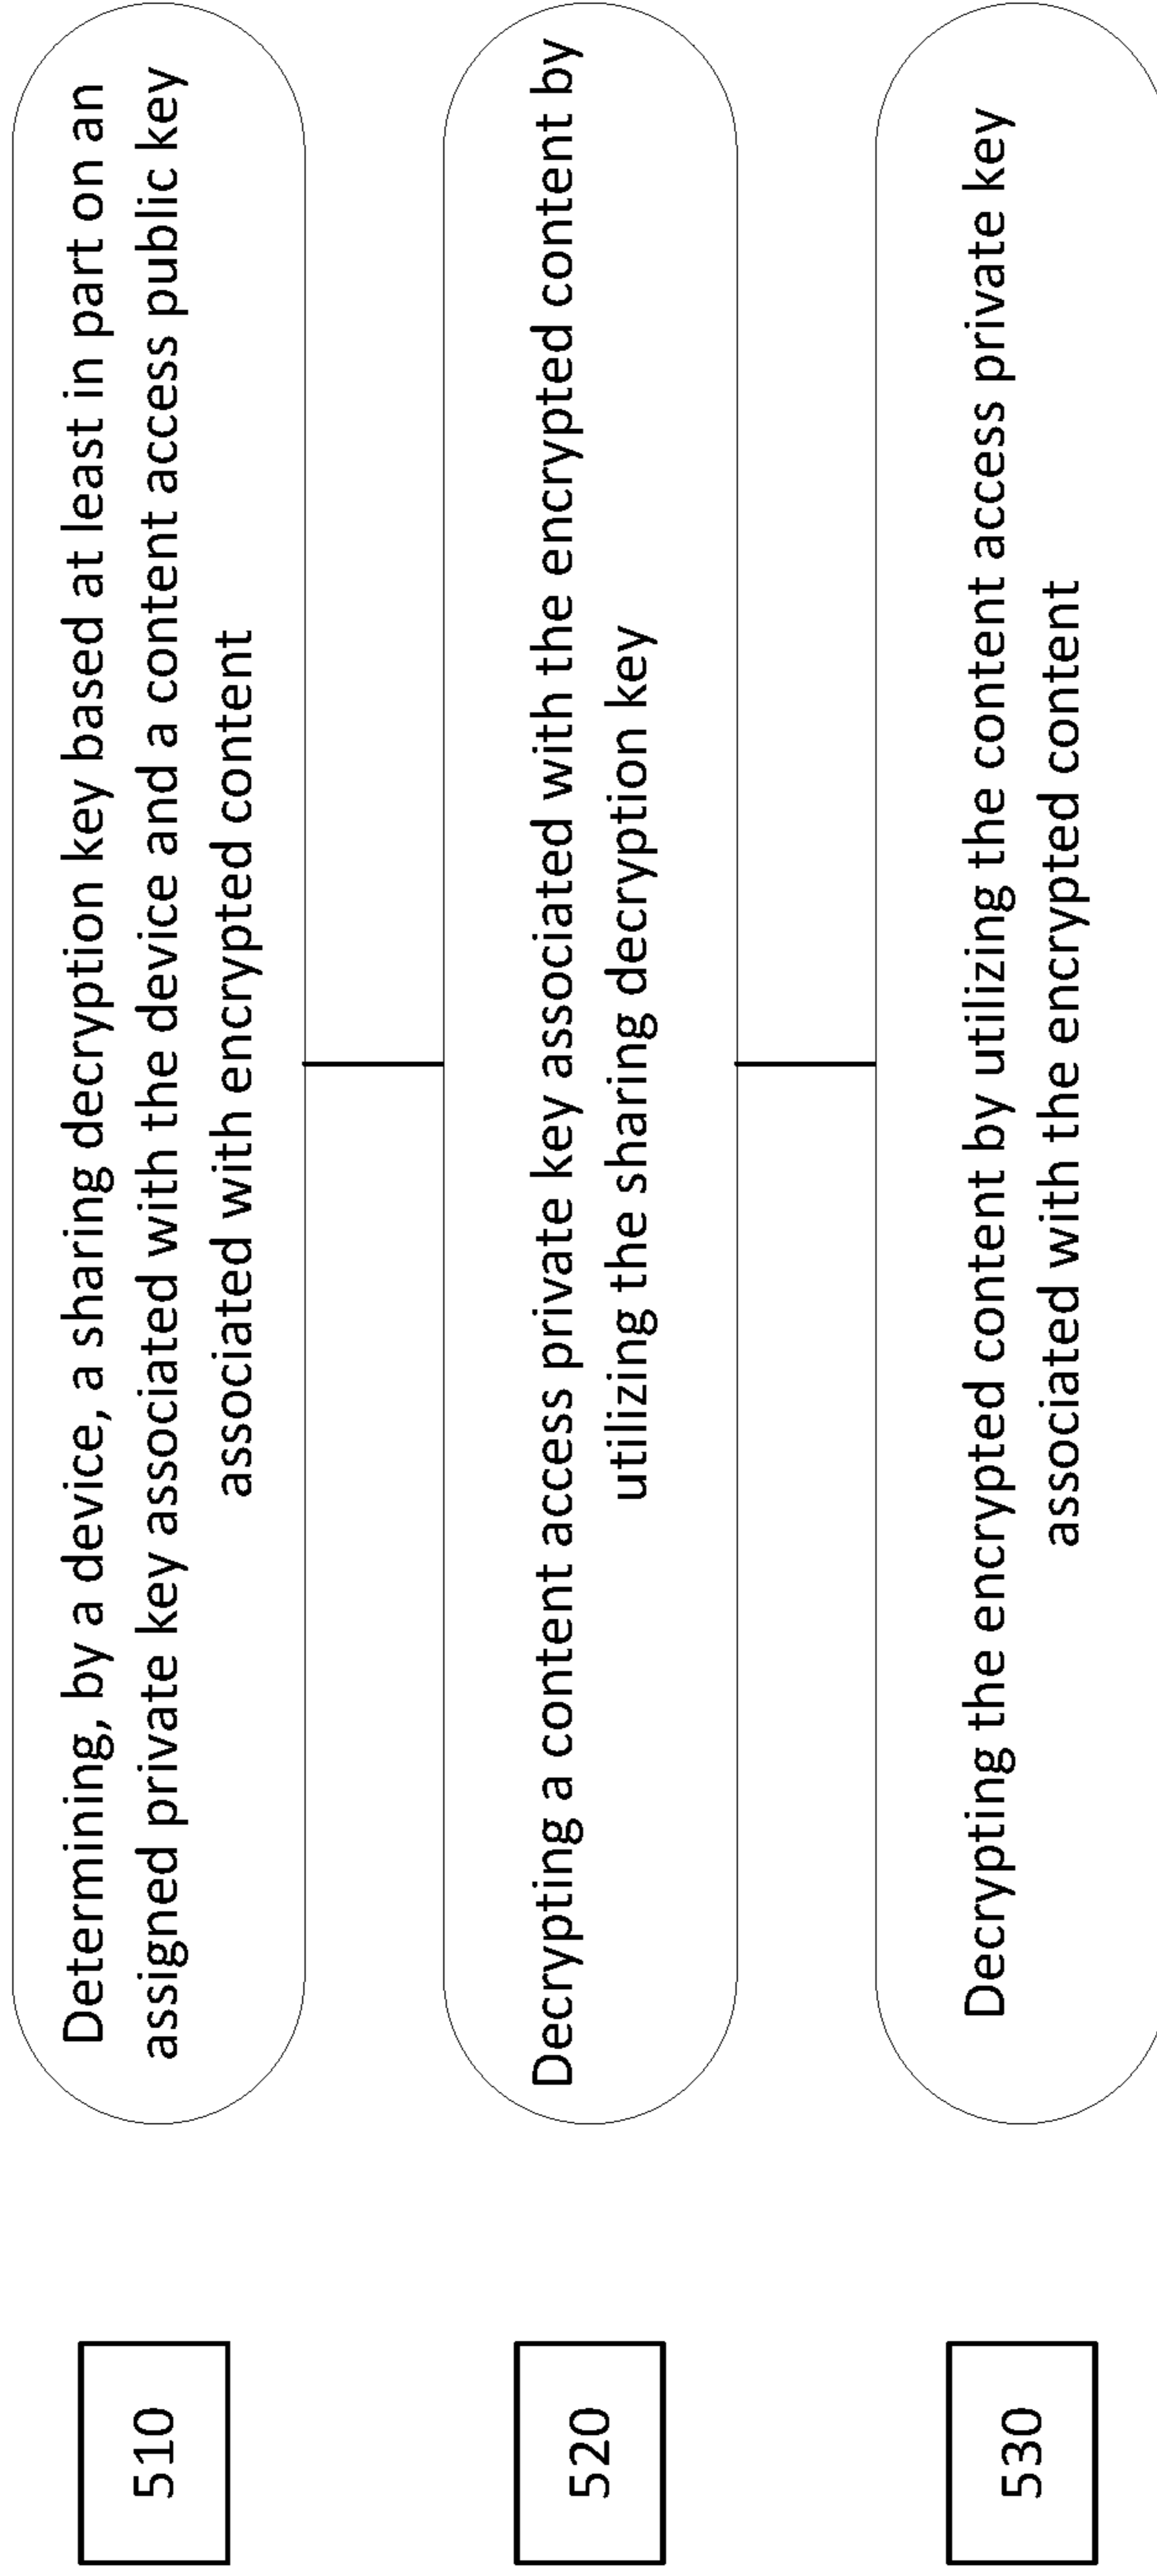 510
Determining, by a device, a sharing decryption key based at least in part on an
assigned private key associated with the device and a content access public key
associated with encrypted content
520
Decrypting a content access private key associated with the encrypted content by
utilizing the sharing decryption key
530
Decrypting the encrypted content by utilizing the content access private key
associated with the encrypted content